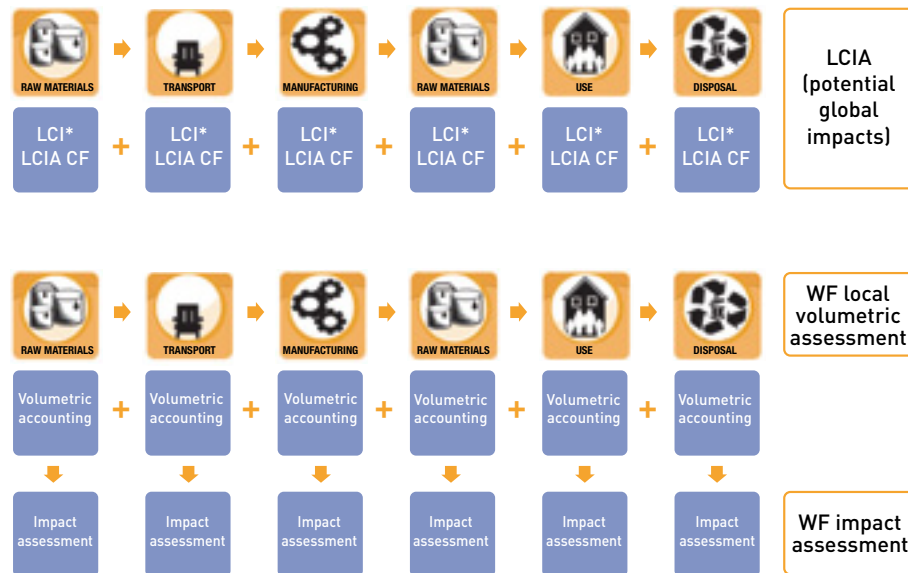 RAW MATERIALS
TRANSPORT
MANUFACTURING
RAW MATERIALS
USE
DISPOSAL
LCIA
(potential
global
impacts)
LCI*
LCIA CF
+
LCI*
LCIA CF
+
LCI*
LCIA CF
+
LCI*
LCIA CF
+
LCI*
LCIA CF
+
LCI*
LCIA CF
RAW MATERIALS
TRANSPORT
MANUFACTURING
RAW MATERIALS
USE
DISPOSAL
WF local
volumetric
assessment
Volumetric
accounting
+
Volumetric
accounting
+
Volumetric
accounting
+
Volumetric
accounting
+
Volumetric
accounting
+
Volumetric
accounting
Impact
assessment
Impact
assessment
Impact
assessment
Impact
assessment
Impact
assessment
Impact
assessment
WF impact
assessment